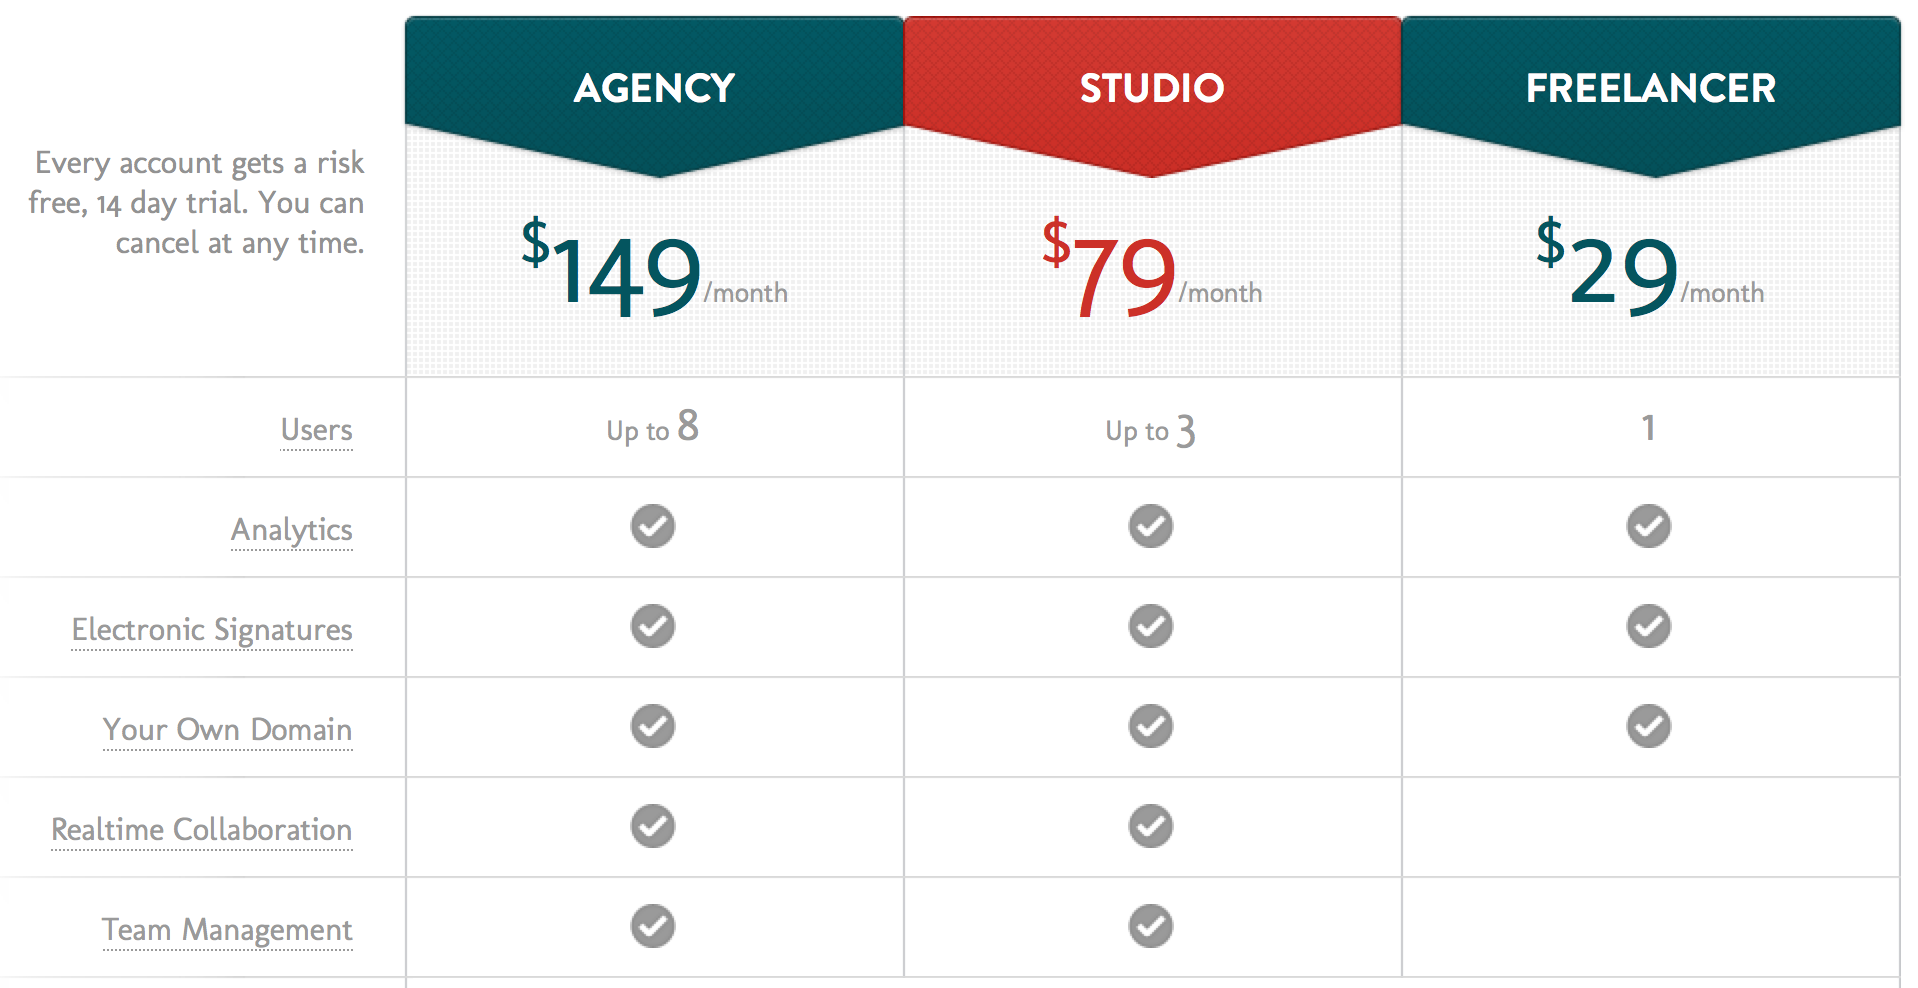 AGENCY STUDIO FREELANCER
Every account gets a risk
free, 14 day trial. You can
cancel at any time.
$149/month $79/month $29/month
Users Up to 8 Up to 3 1
Analytics
Electronic Signatures
Your Own Domain
Realtime Collaboration
Team Management